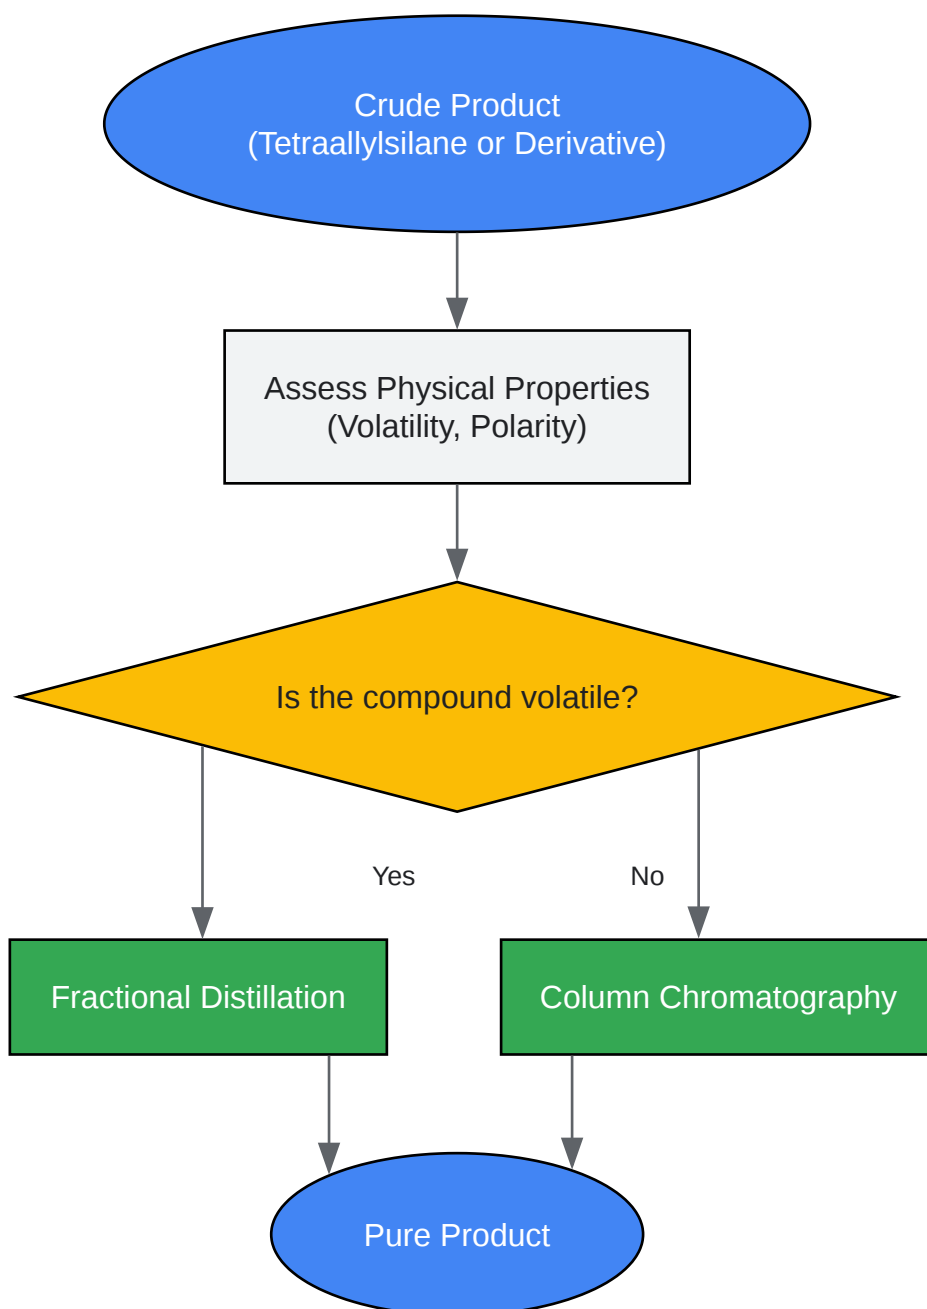 Crude Product
(Tetraallylsilane or Derivative)
Assess Physical Properties
(Volatility, Polarity)
Is the compound volatile?
Yes
No
Fractional Distillation
Column Chromatography
Pure Product